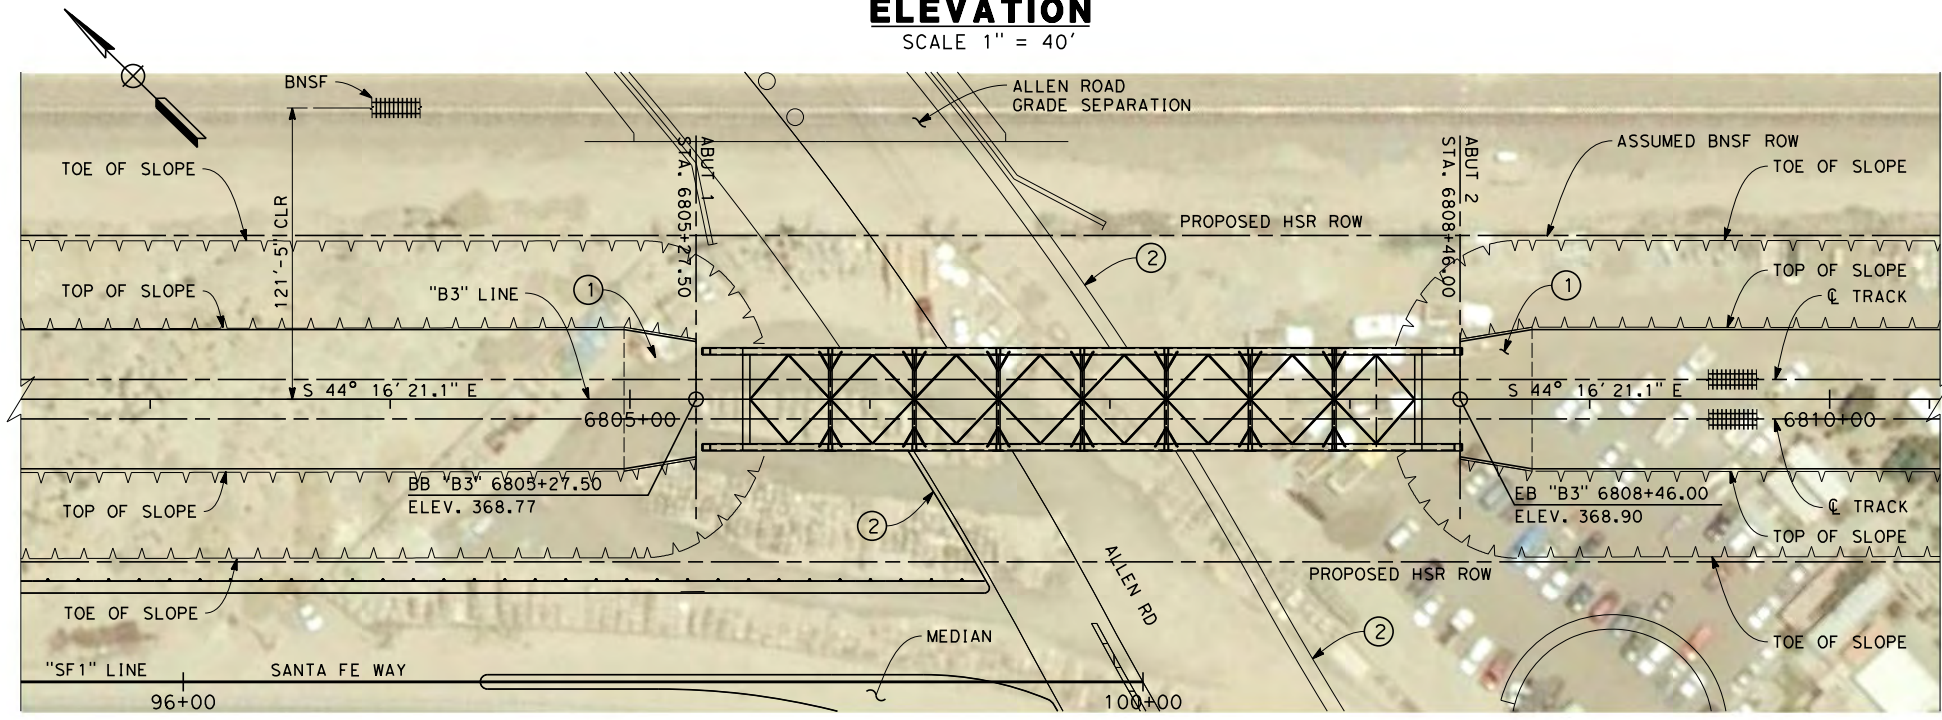 ELEVATION
SCALE 1" = 40'
BNSF
ALLEN ROAD
GRADE SEPARATION
TOE OF SLOPE
ABUT 1
STA. 6805+27.50
ABUT 2
STA. 6808+46.00
ASSUMED BNSF ROW
TOE OF SLOPE
121'-5" CLR
PROPOSED HSR ROW
2
TOP OF SLOPE
"B3" LINE
1
TOP OF SLOPE
1
℄ TRACK
S 44° 16' 21.1" E
6805+00
S 44° 16' 21.1" E
6810+00
BB "B3" 6805+27.50
ELEV. 368.77
TOP OF SLOPE
2
EB "B3" 6808+46.00
ELEV. 368.90
℄ TRACK
TOP OF SLOPE
ALLEN RD
PROPOSED HSR ROW
TOE OF SLOPE
MEDIAN
2
TOE OF SLOPE
"SF1" LINE
SANTA FE WAY
96+00
100+00